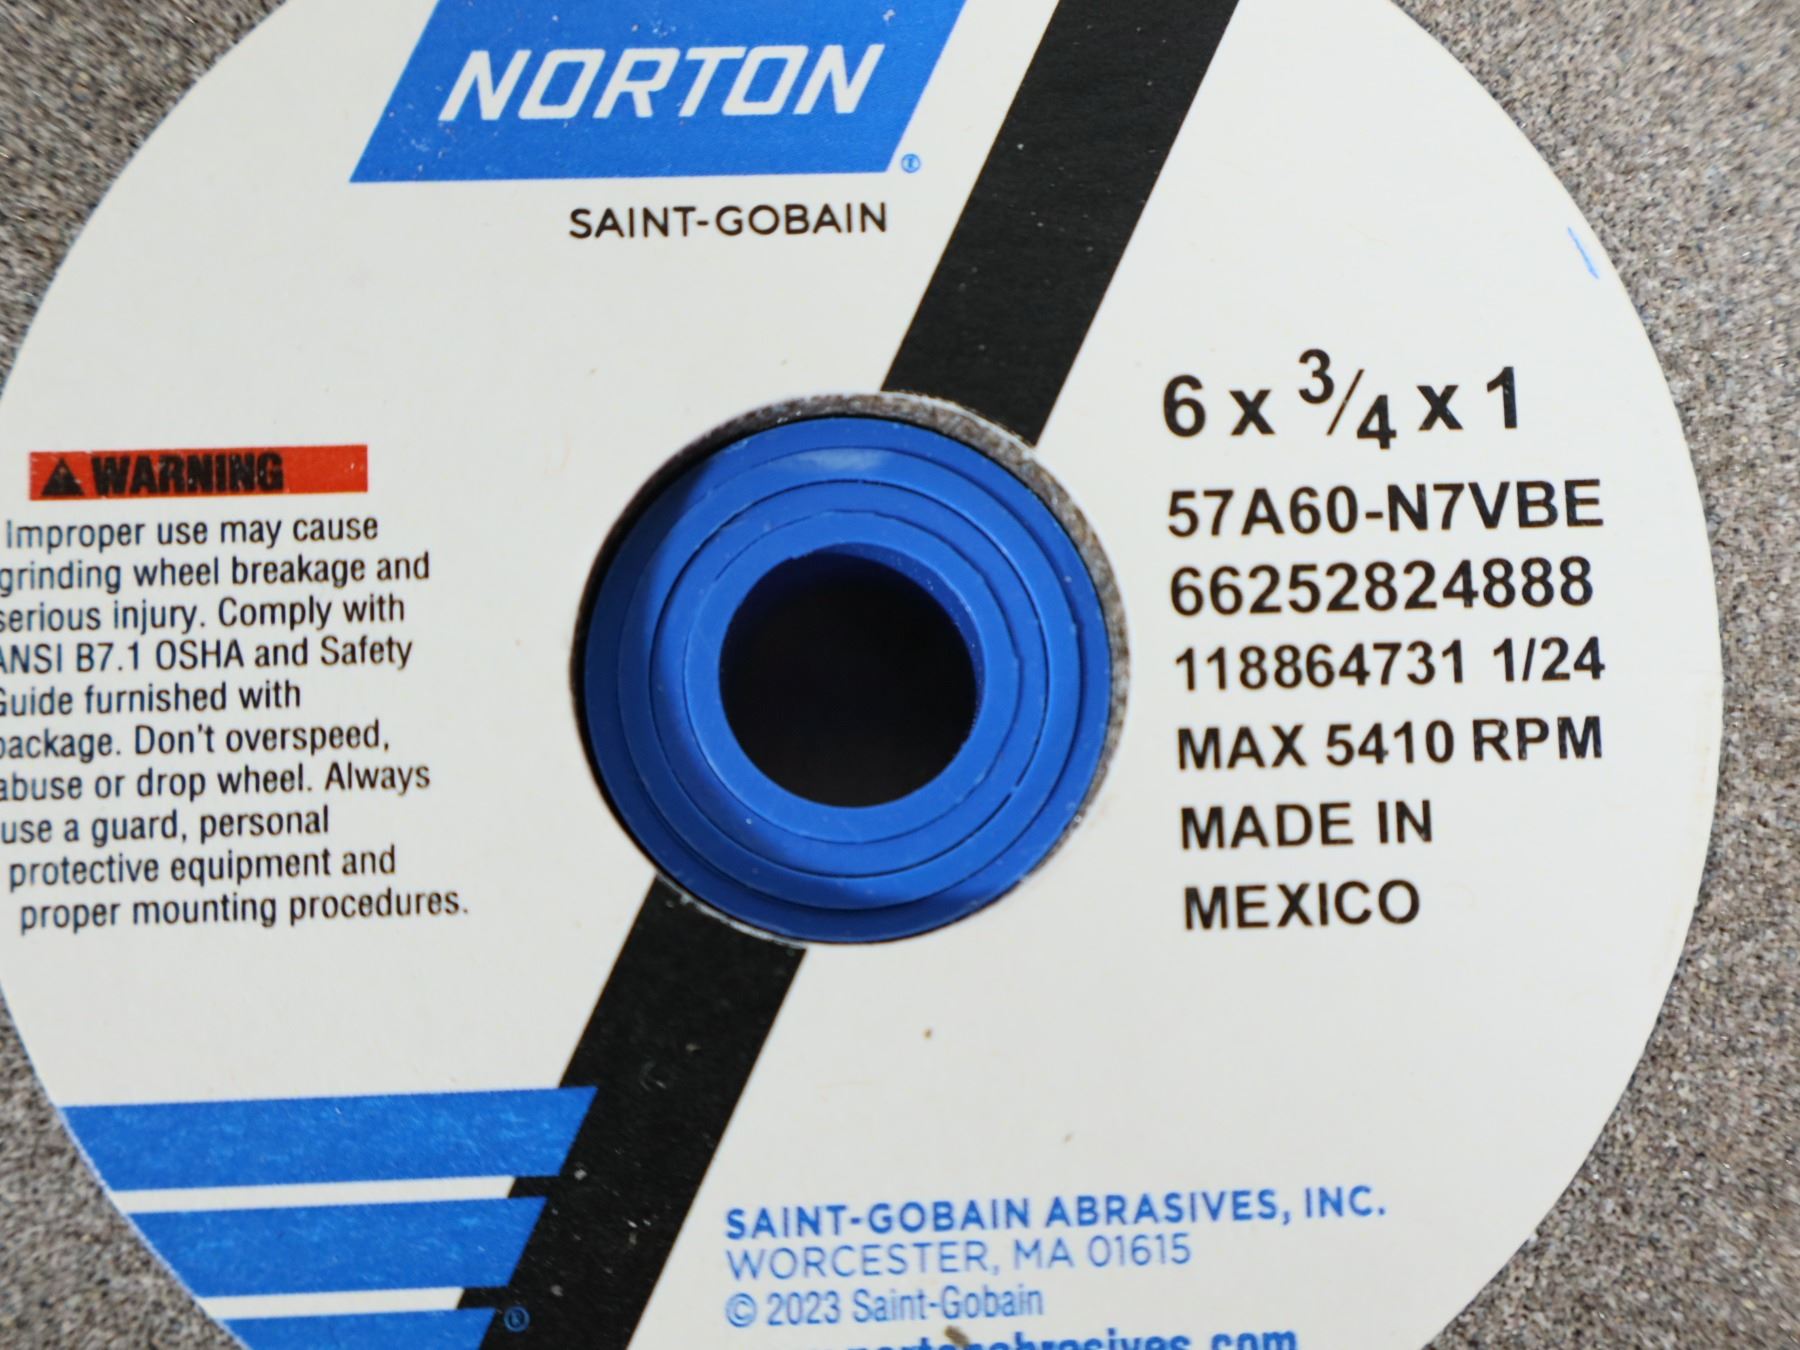 NORTON
®
SAINT-GOBAIN
WARNING
Improper use may cause
grinding wheel breakage and
serious injury. Comply with
ANSI B7.1 OSHA and Safety
Guide furnished with
package. Don't overspeed,
abuse or drop wheel. Always
use a guard, personal
protective equipment and
proper mounting procedures.
6 x 3/4 x 1
57A60-N7VBE
66252824888
118864731 1/24
MAX 5410 RPM
MADE IN
MEXICO
®
SAINT-GOBAIN ABRASIVES, INC.
WORCESTER, MA 01615
© 2023 Saint-Gobain